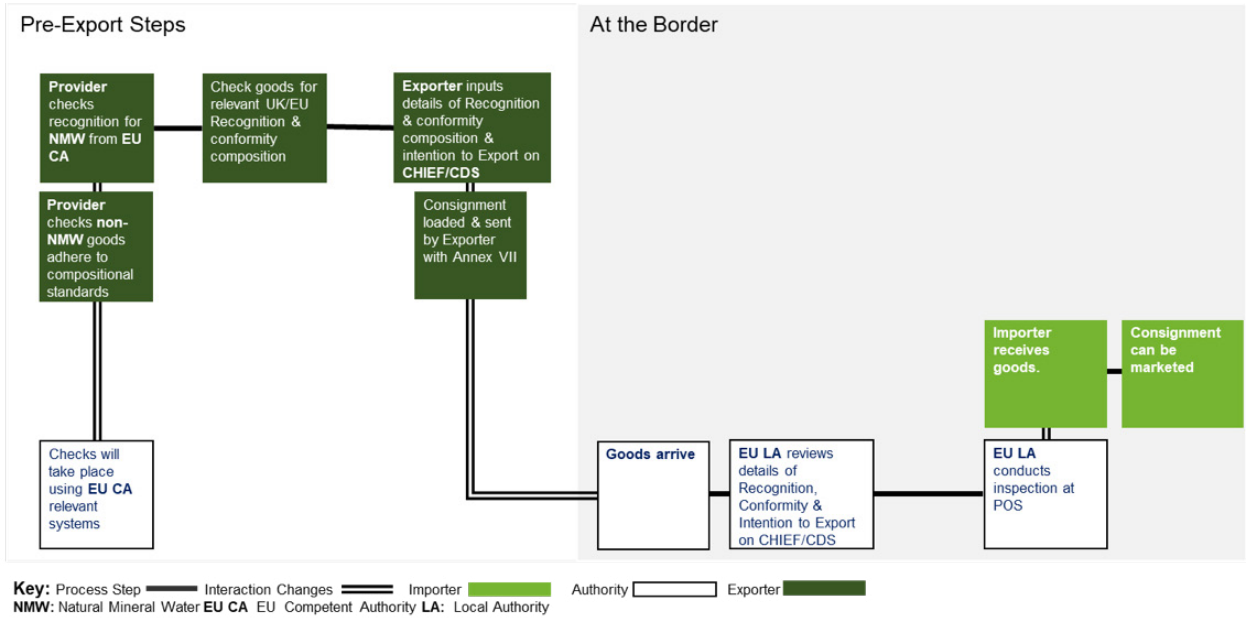 Pre-Export Steps
At the Border
Provider
checks
recognition for
NMW from EU
CA
Check goods for
relevant UK/EU
Recognition &
conformity
composition
Exporter inputs
details of Recognition
& conformity
composition &
intention to Export on
CHIEF/CDS
Provider
checks non-
NMW goods
adhere to
compositional
standards
Consignment
loaded & sent
by Exporter
with Annex VII
Importer
receives
goods.
Consignment
can be
marketed
Checks will
take place
using EU CA
relevant
systems
Goods arrive
EU LA reviews
details of
Recognition,
Conformity &
Intention to Export
on CHIEF/CDS
EU LA
conducts
inspection at
POS
Key: Process Step Interaction Changes Importer Authority Exporter
NMW: Natural Mineral Water EU CA EU Competent Authority LA: Local Authority